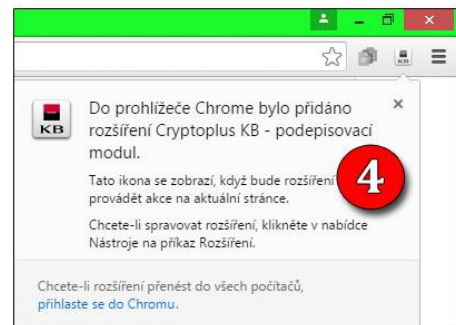 KB
KB
Do prohlížeče Chrome bylo přidáno
rozšíření Cryptoplus KB - podepisovací
modul.
Tato ikona se zobrazí, když bude rozšíření
provádět akce na aktuální stránce.
4
Chcete-li spravovat rozšíření, klikněte v nabídce
Nástroje na příkaz Rozšíření.
Chcete-li rozšíření přenést do všech počítačů,
přihlaste se do Chromu.